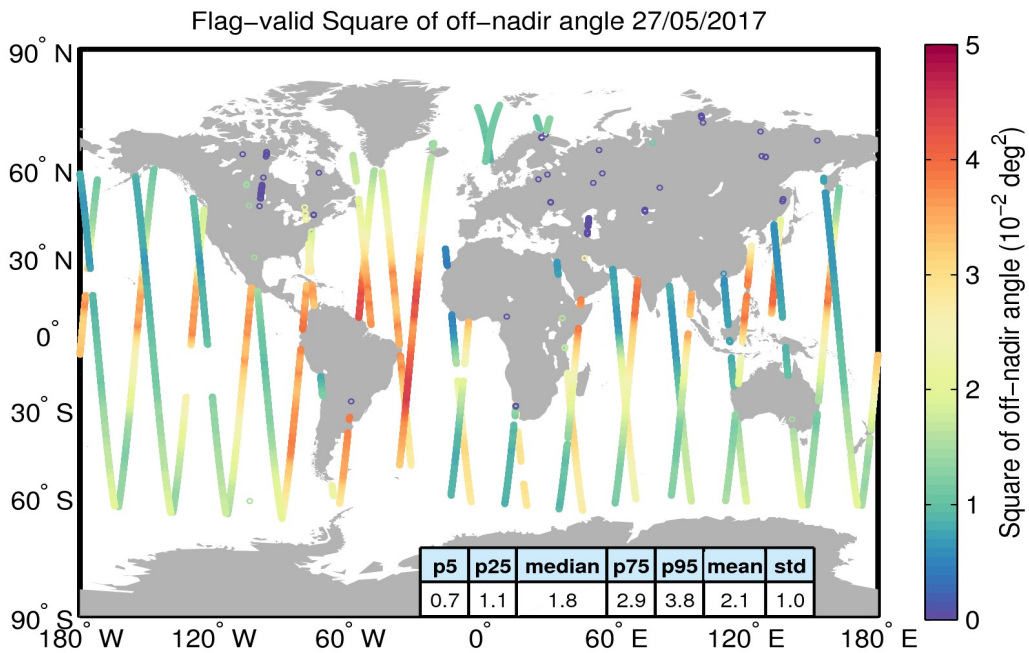 Flag-valid Square of off-nadir angle 27/05/2017
90° N
60° N
30° N
0°
30° S
60° S
90° S
180° W
120° W
60° W
0°
60° E
120° E
180° E
p5 p25 median p75 p95 mean std
0.7 1.1 1.8 2.9 3.8 2.1 1.0
5
4
3
2
1
0
Square of off-nadir angle (10⁻² deg²)